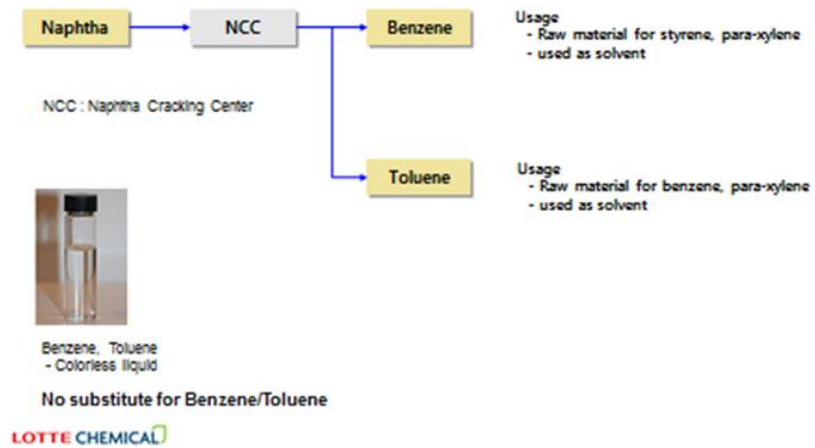 Naphtha
NCC
Benzene
Usage
- Raw material for styrene, para-xylene
- used as solvent
NCC : Naphtha Cracking Center
Toluene
Usage
- Raw material for benzene, para-xylene
- used as solvent
Benzene, Toluene
- Colorless liquid
No substitute for Benzene/Toluene
LOTTE CHEMICAL